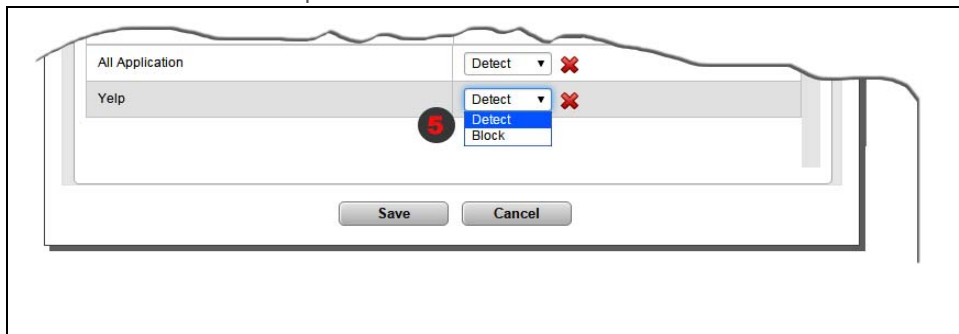 All Application Detect
Yelp Detect
5 Detect
Block
Save Cancel